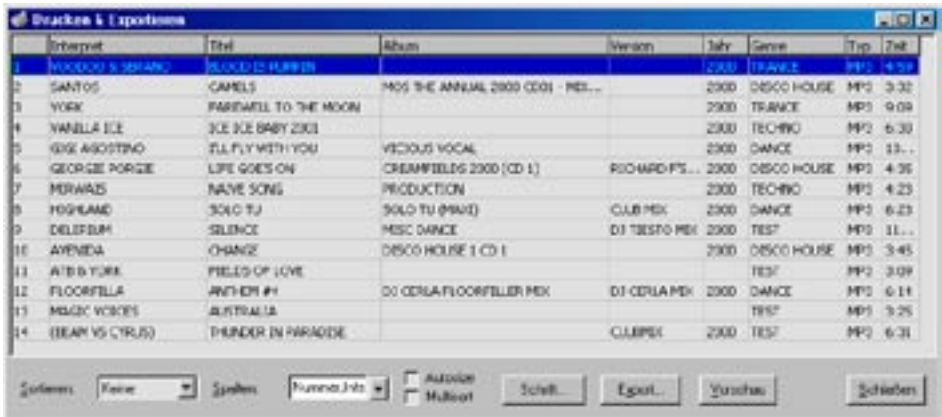 Drucken & Exportieren
Interpret Titel Album Version Jahr Genre Typ Zeit
1 VOODOO & SERANO BLOOD IS PUMPIN 2000 TRANCE MP3 4:59
2 SANTOS CAMELS MOS THE ANNUAL 2000 CD01 - MIX... 2000 DISCO HOUSE MP3 3:32
3 YORK FAREWELL TO THE MOON 2000 TRANCE MP3 9:09
4 VANILLA ICE ICE ICE BABY 2001 2000 TECHNO MP3 6:30
5 GIGI AGOSTINO I'LL FLY WITH YOU VICIOUS VOCAL 2000 DANCE MP3 13...
6 GEORGIE PORGIE LIFE GOES ON CREAMFIELDS 2000 [CD 1] RICHARD F'S... 2000 DISCO HOUSE MP3 4:35
7 MIRWAIS NAIVE SONG PRODUCTION 2000 TECHNO MP3 4:23
8 HIGHLAND SOLO TU SOLO TU (MAXI) CLUB MIX 2000 DANCE MP3 6:23
9 DELIRIUM SILENCE MISC DANCE DJ TIESTO MIX 2000 TEST MP3 11...
10 AVENIDA CHANGE DISCO HOUSE 1 CD 1 2000 DISCO HOUSE MP3 3:45
11 ATB & YORK FIELDS OF LOVE TEST MP3 3:09
12 FLOORFILLA ANTHEM #4 DJ CERLA FLOORFILLER MIX DJ CERLA MIX 2000 DANCE MP3 6:14
13 MAGIC VOICES AUSTRALIA TEST MP3 3:25
14 (BEAM VS CYRUS) THUNDER IN PARADISE CLUBMIX 2000 TEST MP3 6:31
Sortieren: Keine Spalten: Nummer,Inte Autosize Schrift... Export... Vorschau Schließen
Multisort